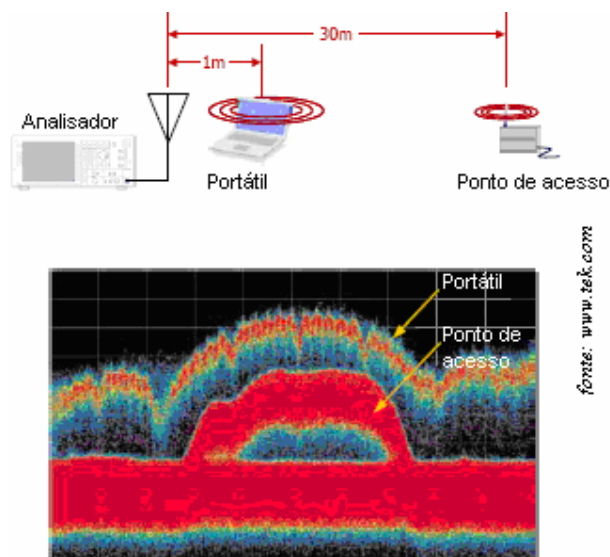 30m
1m
Analisador
Portátil
Ponto de acesso
Portátil
Ponto de
acesso
fonte: www.tek.com